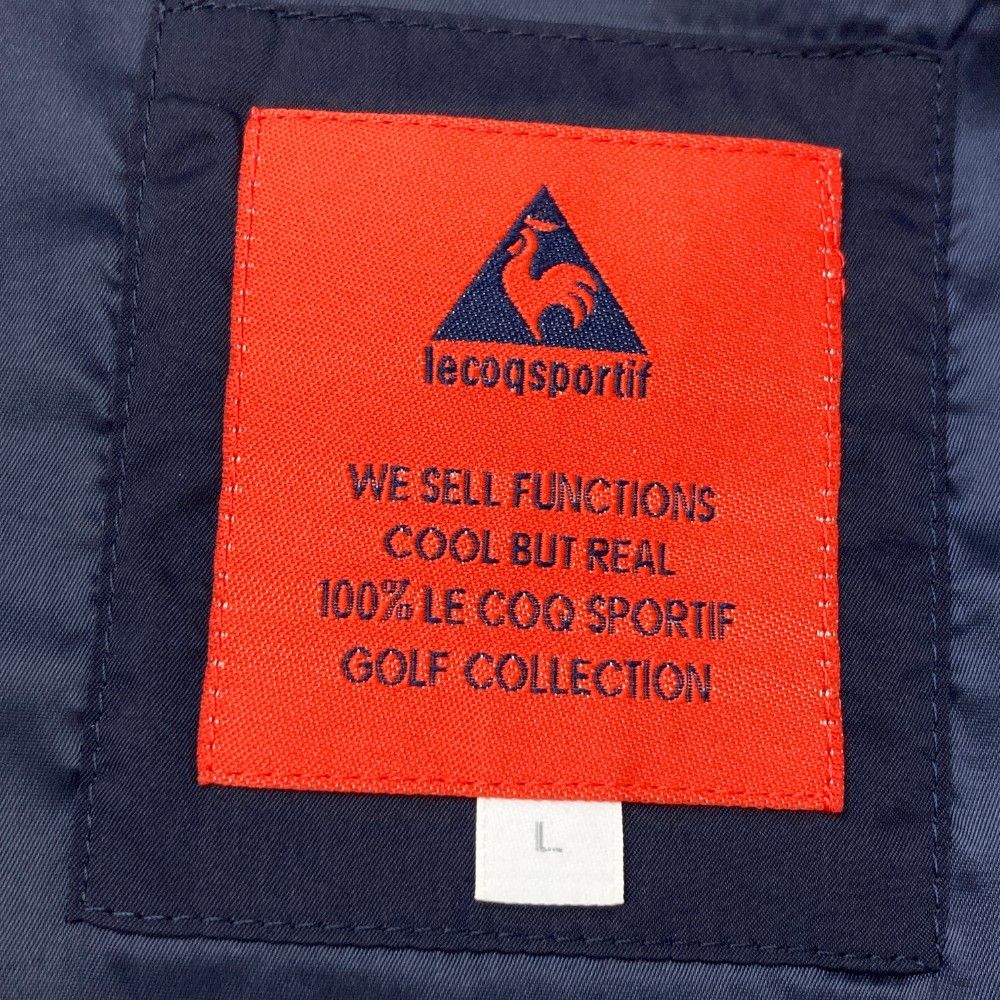 lecoqsportif
WE SELL FUNCTIONS
COOL BUT REAL
100% LE COQ SPORTIF
GOLF COLLECTION
L